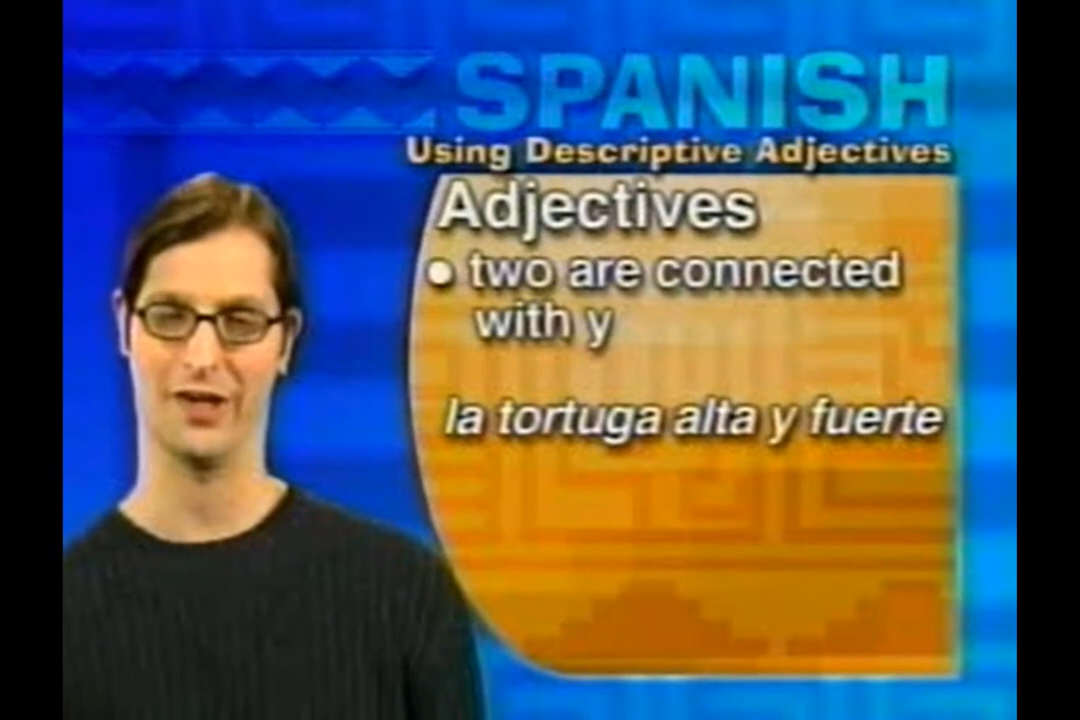 SPANISH
Using Descriptive Adjectives
Adjectives
• two are connected
with y
la tortuga alta y fuerte